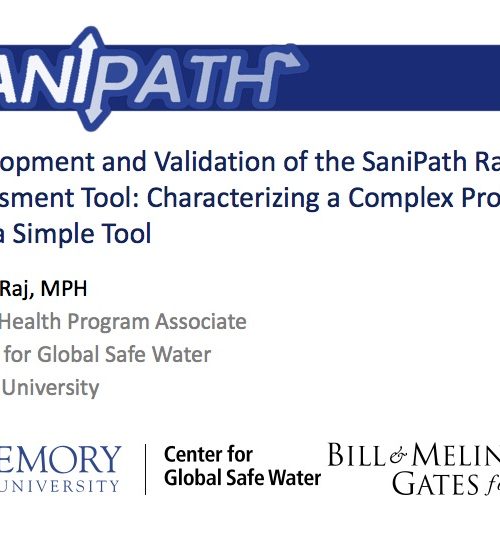 ANIPATH
opment and Validation of the SaniPath Ra
sment Tool: Characterizing a Complex Pro
a Simple Tool
Raj, MPH
Health Program Associate
for Global Safe Water
University
EMORY
UNIVERSITY
Center for
Global Safe Water
BILL & MELIN
GATES f